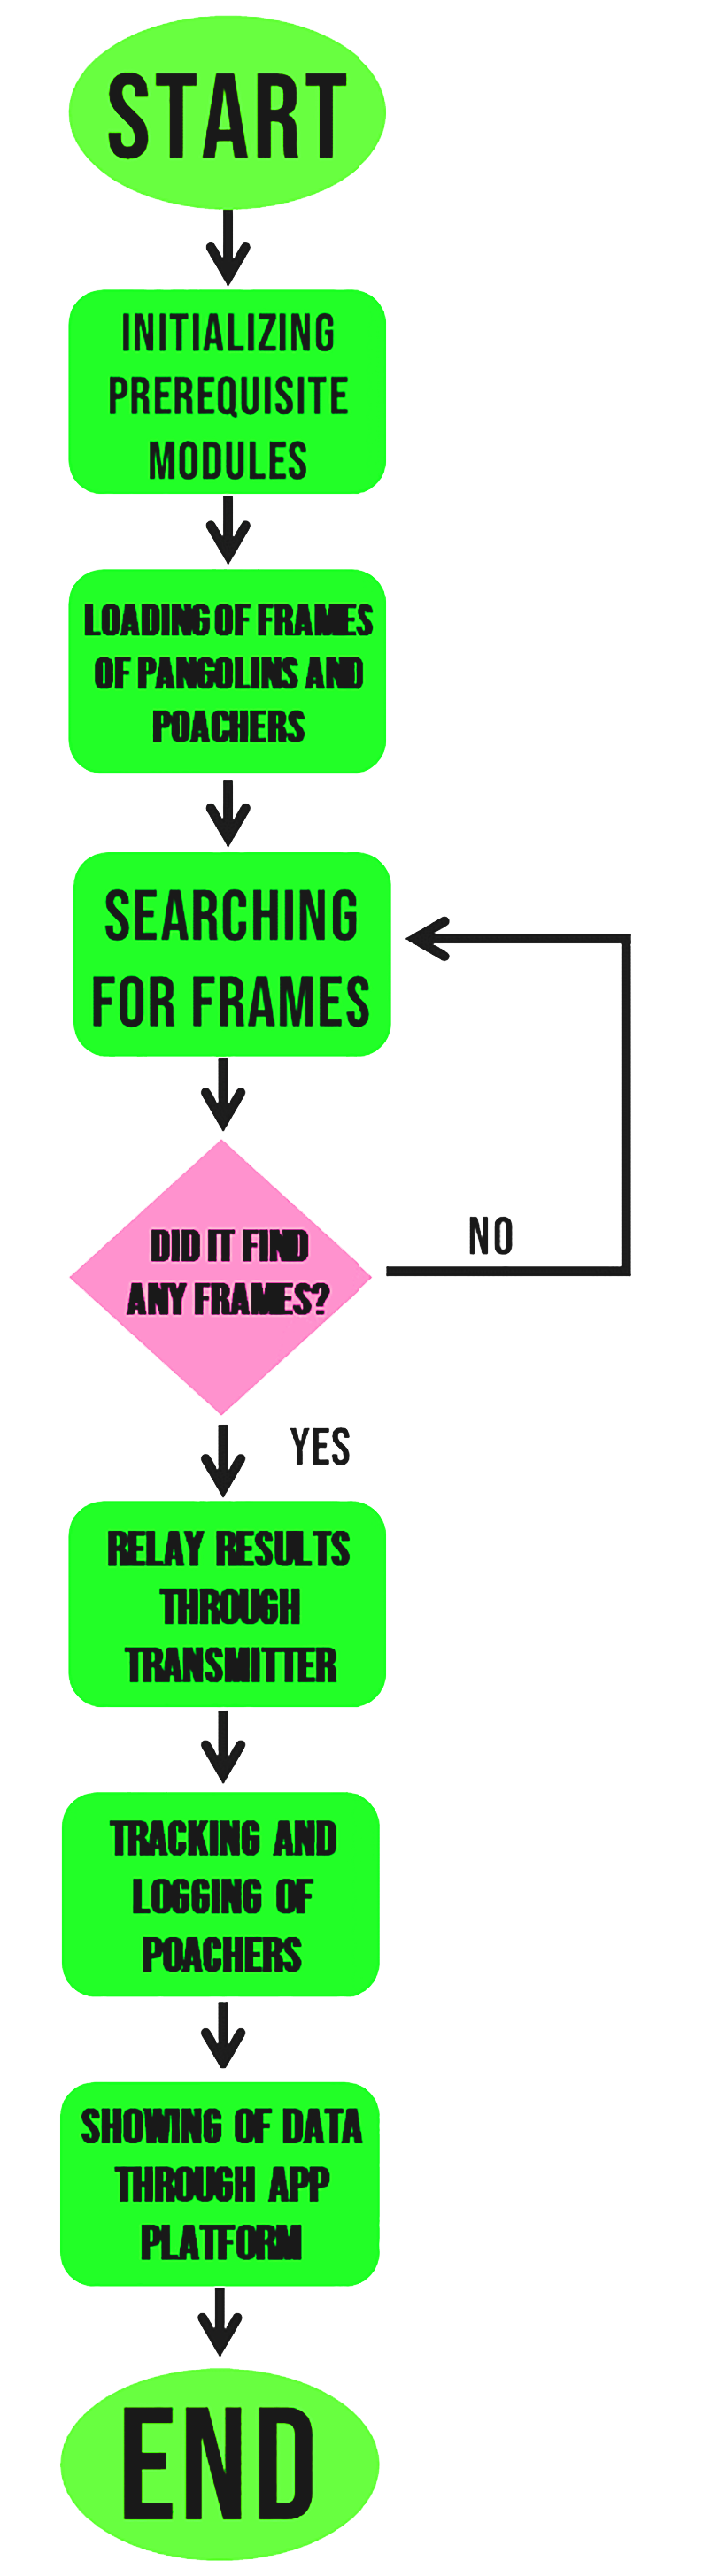 START
INITIALIZING
PREREQUISITE
MODULES
LOADING OF FRAMES
OF PANGOLINS AND
POACHERS
SEARCHING
FOR FRAMES
DID IT FIND
ANY FRAMES?
NO
YES
RELAY RESULTS
THROUGH
TRANSMITTER
TRACKING AND
LOGGING OF
POACHERS
SHOWING OF DATA
THROUGH APP
PLATFORM
END